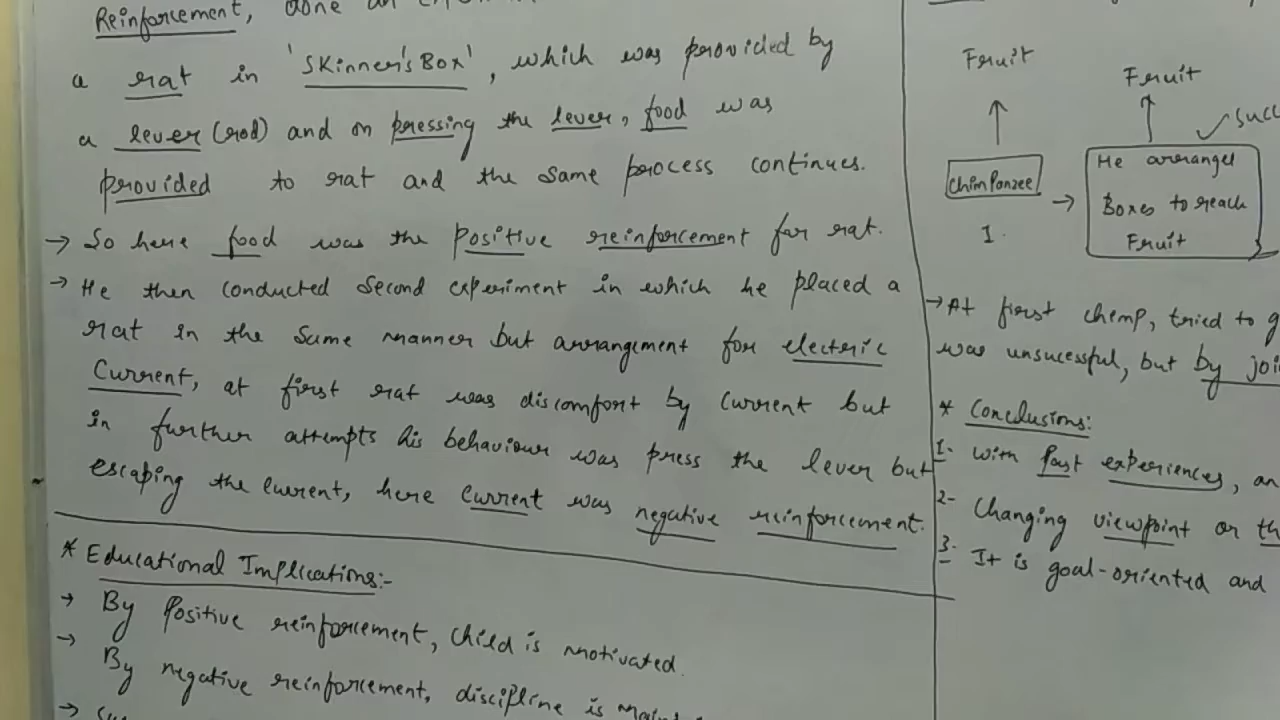 Reinforcement, done an
a rat in 'Skinner's Box', which was provided by
a lever (rod) and on pressing the lever, food was
provided to rat and the same process continues.
→ So here food was the Positive reinforcement for rat.
→ He then conducted Second experiment in which he placed a
rat in the same manner but arrangement for electric
Current, at first rat was discomfort by current but
in further attempts his behaviour was press the lever but
escaping the current, here Current was negative reinforcement.
* Educational Implications:-
→ By Positive reinforcement, child is motivated.
→ By negative reinforcement, discipline is
→
Fruit
Fruit
✓ succ
Chimpanzee
→
He arranges
Boxes to reach
Fruit
1.
→ At first chimp, tried to g
was unsucessful, but by joi
* Conclusions:
1- with Past experiences, an
2- Changing viewpoint or th
3- It is goal-oriented and